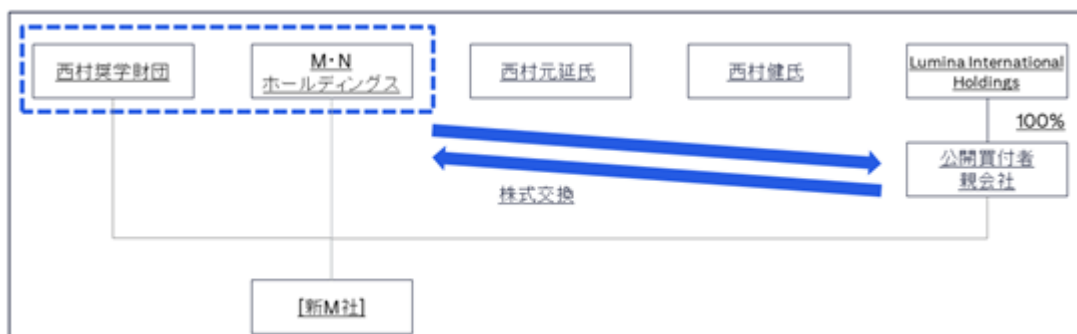 西村奨学財団
M・N
ホールディングス
西村元延氏
西村健氏
Lumina International
Holdings
100%
公開買付者
親会社
株式交換
[新M社]